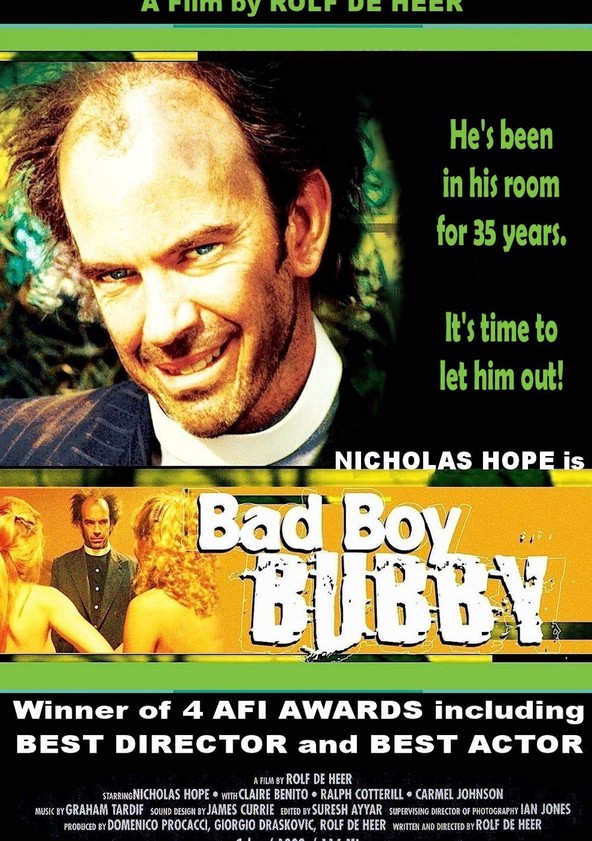 A Film by ROLF DE HEER
He's been
in his room
for 35 years.
It's time to
let him out!
NICHOLAS HOPE is
Bad Boy
BUBBY
Winner of 4 AFI AWARDS including
BEST DIRECTOR and BEST ACTOR
A FILM BY ROLF DE HEER
STARRING NICHOLAS HOPE • WITH CLAIRE BENITO • RALPH COTTERILL • CARMEL JOHNSON
MUSIC BY GRAHAM TARDIF SOUND DESIGN BY JAMES CURRIE EDITED BY SURESH AYYAR SUPERVISING DIRECTOR OF PHOTOGRAPHY IAN JONES
PRODUCED BY DOMENICO PROCACCI, GIORGIO DRASKOVIC, ROLF DE HEER WRITTEN AND DIRECTED BY ROLF DE HEER